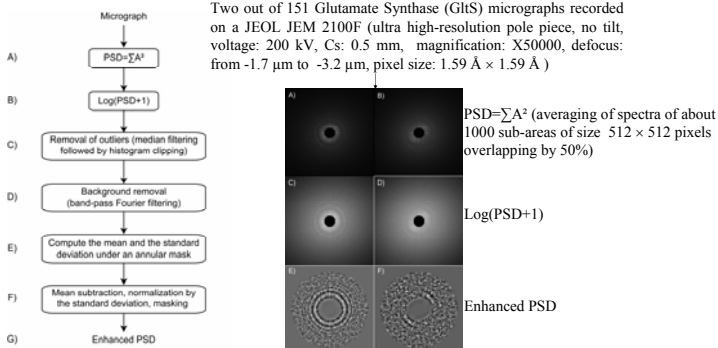 Two out of 151 Glutamate Synthase (GltS) micrographs recorded
on a JEOL JEM 2100F (ultra high-resolution pole piece, no tilt,
voltage: 200 kV, Cs: 0.5 mm, magnification: X50000, defocus:
from -1.7 µm to -3.2 µm, pixel size: 1.59 Å × 1.59 Å )
Micrograph
A)
PSD=∑A²
B)
Log(PSD+1)
C)
Removal of outliers (median filtering
followed by histogram clipping)
D)
Background removal
(band-pass Fourier filtering)
E)
Compute the mean and the standard
deviation under an annular mask
F)
Mean subtraction, normalization by
the standard deviation, masking
G)
Enhanced PSD
A)
B)
PSD=∑A² (averaging of spectra of about
1000 sub-areas of size 512 × 512 pixels
overlapping by 50%)
C)
D)
Log(PSD+1)
E)
F)
Enhanced PSD